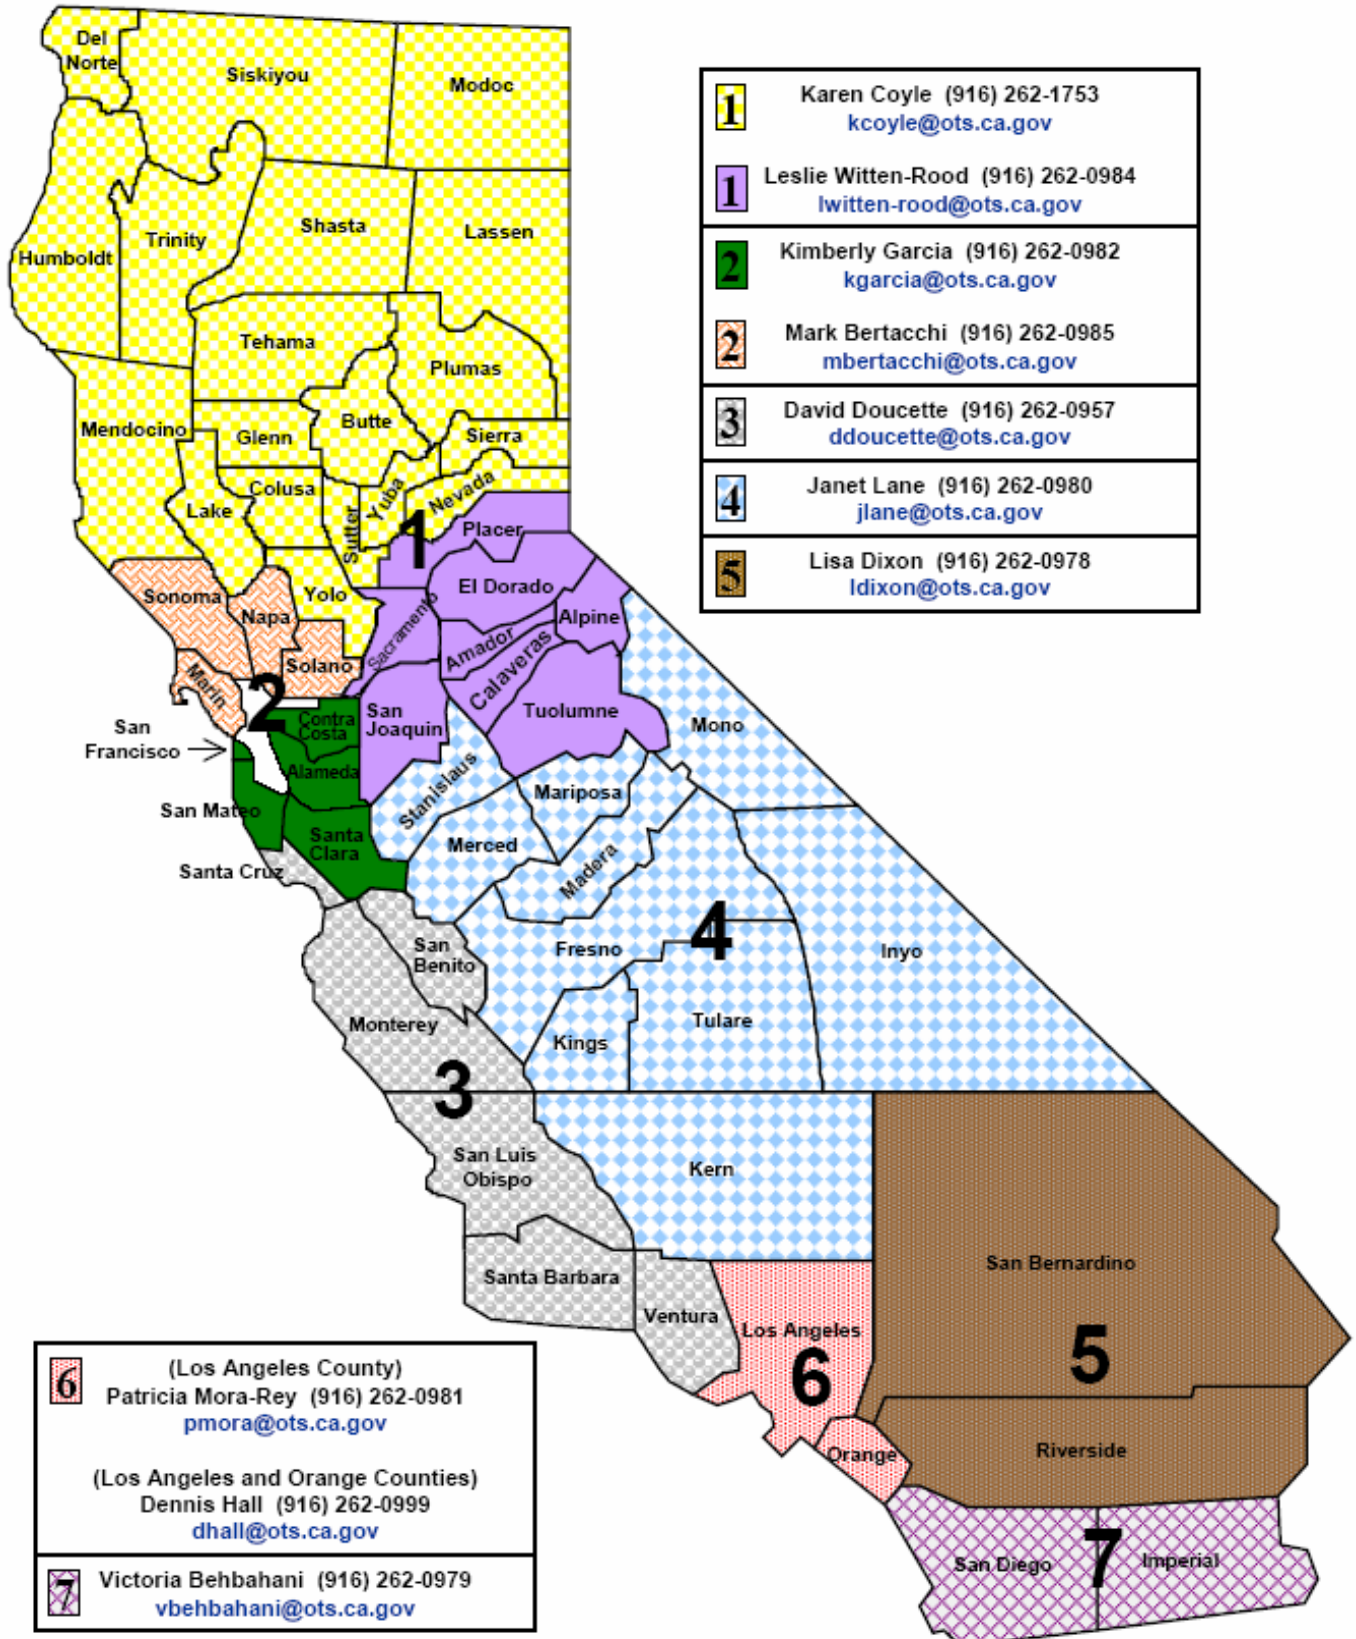 Del
Norte
Siskiyou
Modoc
Humboldt
Trinity
Shasta
Lassen
Tehama
Plumas
Mendocino
Glenn
Butte
Sierra
Lake
Colusa
Sutter
Yuba
Nevada
1
Placer
Sonoma
Napa
Yolo
Sacramento
El Dorado
Alpine
Solano
Amador
Calaveras
Marin
2
San
Francisco
Contra
Costa
San
Joaquin
Tuolumne
Mono
Alameda
San Mateo
Stanislaus
Mariposa
Santa
Clara
Merced
Madera
Santa Cruz
San
Benito
Fresno
4
Inyo
Monterey
Kings
Tulare
3
San Luis
Obispo
Kern
Santa Barbara
Ventura
Los Angeles
6
San Bernardino
5
Orange
Riverside
San Diego
7
Imperial
1 Karen Coyle (916) 262-1753
kcoyle@ots.ca.gov
1 Leslie Witten-Rood (916) 262-0984
lwitten-rood@ots.ca.gov
2 Kimberly Garcia (916) 262-0982
kgarcia@ots.ca.gov
2 Mark Bertacchi (916) 262-0985
mbertacchi@ots.ca.gov
3 David Doucette (916) 262-0957
ddoucette@ots.ca.gov
4 Janet Lane (916) 262-0980
jlane@ots.ca.gov
5 Lisa Dixon (916) 262-0978
ldixon@ots.ca.gov
6 (Los Angeles County)
Patricia Mora-Rey (916) 262-0981
pmora@ots.ca.gov
(Los Angeles and Orange Counties)
Dennis Hall (916) 262-0999
dhall@ots.ca.gov
7 Victoria Behbahani (916) 262-0979
vbehbahani@ots.ca.gov